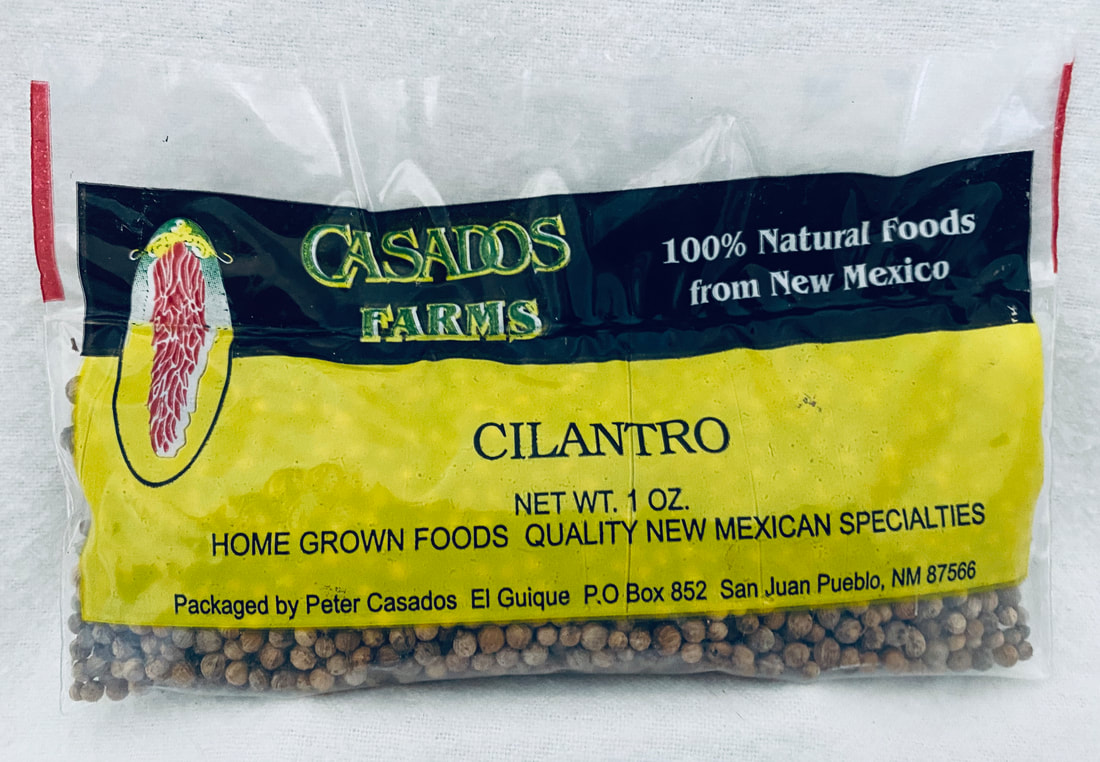 CASADOS
FARMS
100% Natural Foods
from New Mexico
CILANTRO
NET WT. 1 OZ.
HOME GROWN FOODS QUALITY NEW MEXICAN SPECIALTIES
Packaged by Peter Casados El Guique P.O Box 852 San Juan Pueblo, NM 87566